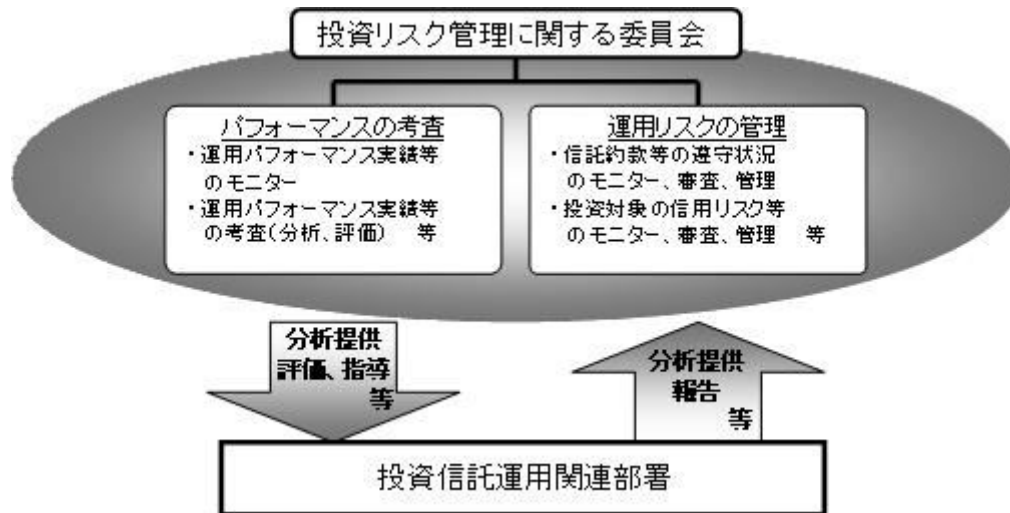 投資リスク管理に関する委員会
パフォーマンスの考査
・運用パフォーマンス実績等
のモニター
・運用パフォーマンス実績等
の考査(分析、評価) 等
運用リスクの管理
・信託約款等の遵守状況
のモニター、審査、管理
・投資対象の信用リスク等
のモニター、審査、管理 等
分析提供
評価、指導
等
分析提供
報告
等
投資信託運用関連部署